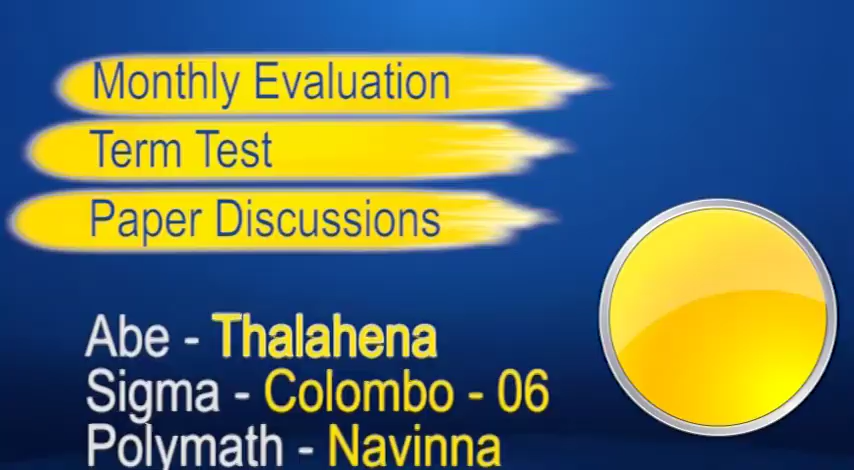 Monthly Evaluation
Term Test
Paper Discussions
Abe - Thalahena
Sigma - Colombo - 06
Polymath - Navinna